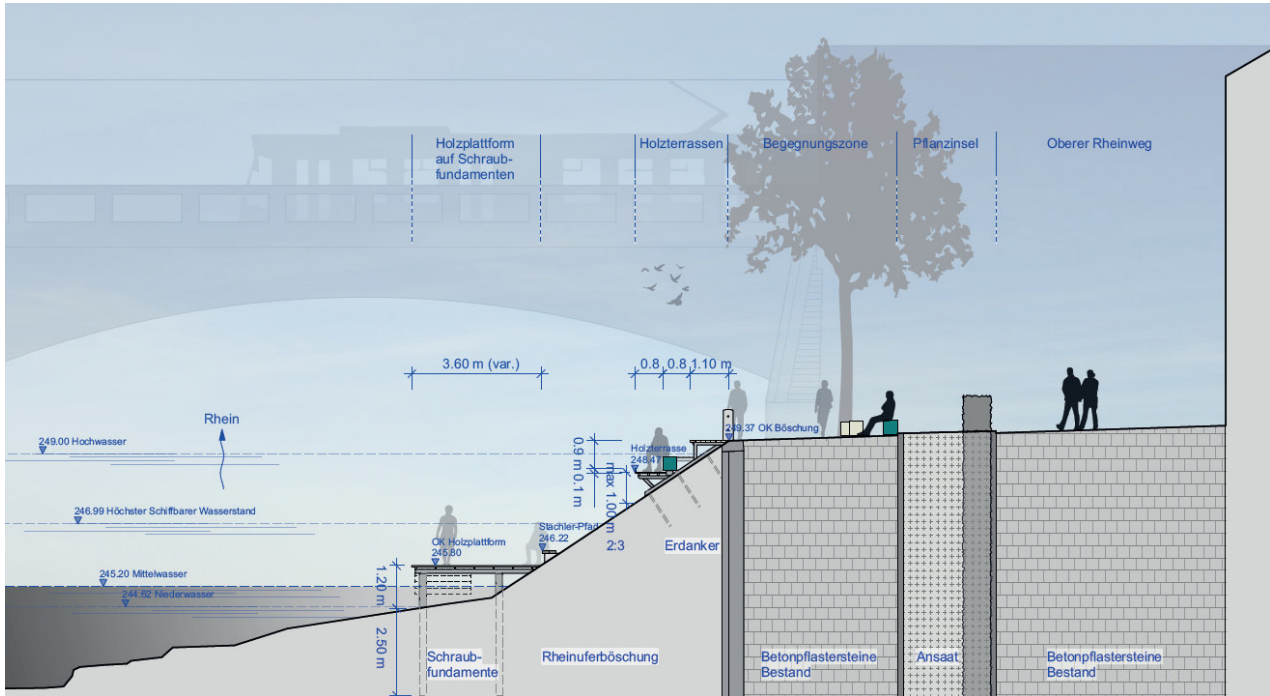 Holzplattform
auf Schraub-
fundamenten
Holzterrassen
Begegnungszone
Pflanzinsel
Oberer Rheinweg
3.60 m (var.)
0.8
0.8
1.10 m
Rhein
249.00 Hochwasser
249.37 OK Böschung
0.9 m
0.1 m
max 1.00 m
Holzterrasse
248.47
246.99 Höchster Schiffbarer Wasserstand
Stachler-Pfad
246.22
OK Holzplattform
245.80
2:3
Erdanker
245.20 Mittelwasser
244.62 Niederwasser
1.20 m
2.50 m
Schraub-
fundamente
Rheinuferböschung
Betonpflastersteine
Bestand
Ansaat
Betonpflastersteine
Bestand